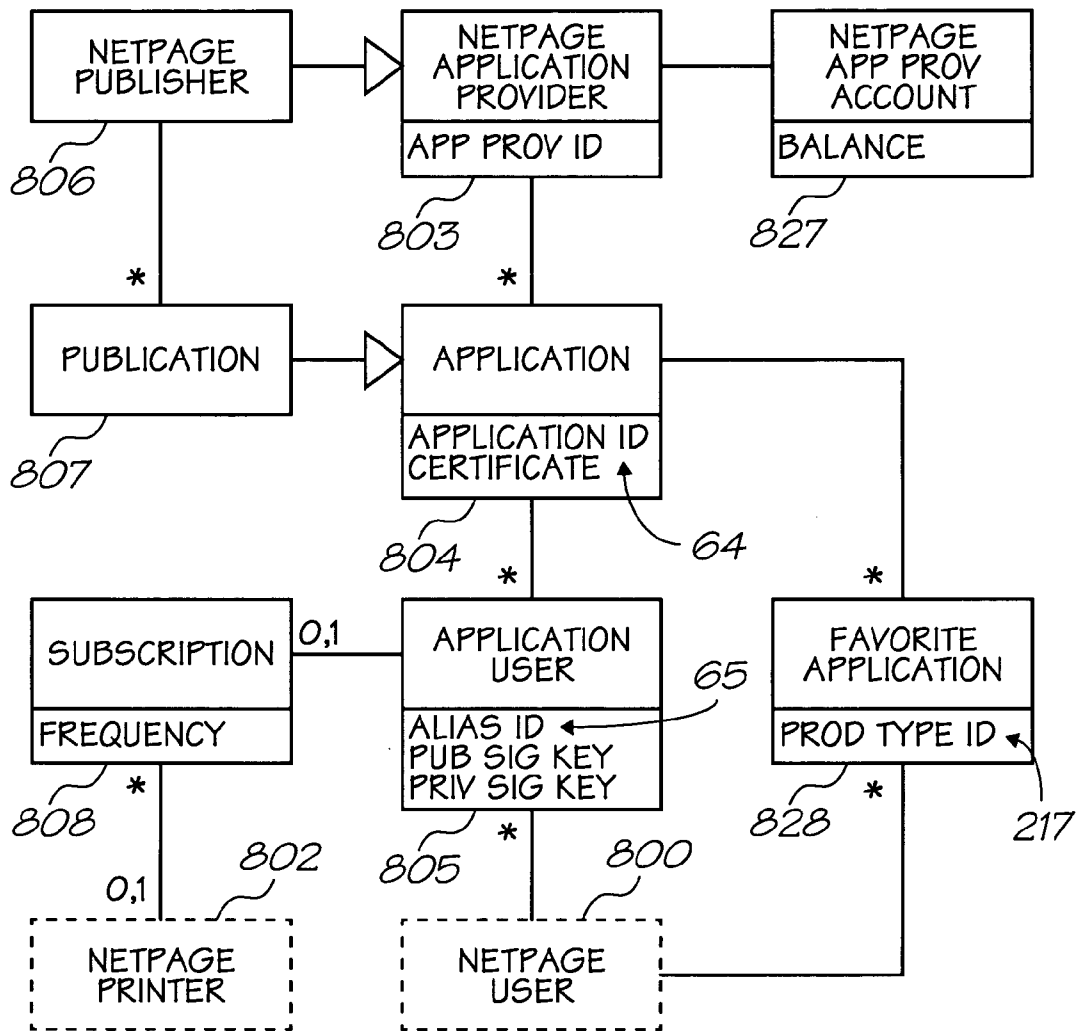 NETPAGE
PUBLISHER
806
NETPAGE
APPLICATION
PROVIDER
APP PROV ID
803
NETPAGE
APP PROV
ACCOUNT
BALANCE
827
*
*
PUBLICATION
807
APPLICATION
APPLICATION ID
CERTIFICATE
804
64
*
*
SUBSCRIPTION
FREQUENCY
808
0,1
APPLICATION
USER
ALIAS ID
PUB SIG KEY
PRIV SIG KEY
805
65
FAVORITE
APPLICATION
PROD TYPE ID
828
217
*
*
*
0,1
802
NETPAGE
PRINTER
800
NETPAGE
USER